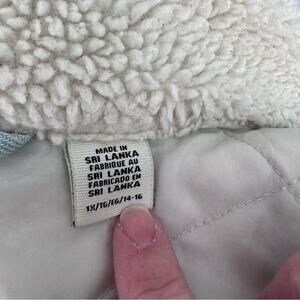 MADE IN
SRI LANKA
FABRIQUE AU
SRI LANKA
FABRICADO EN
SRI LANKA
1X/TG/EG/14-16